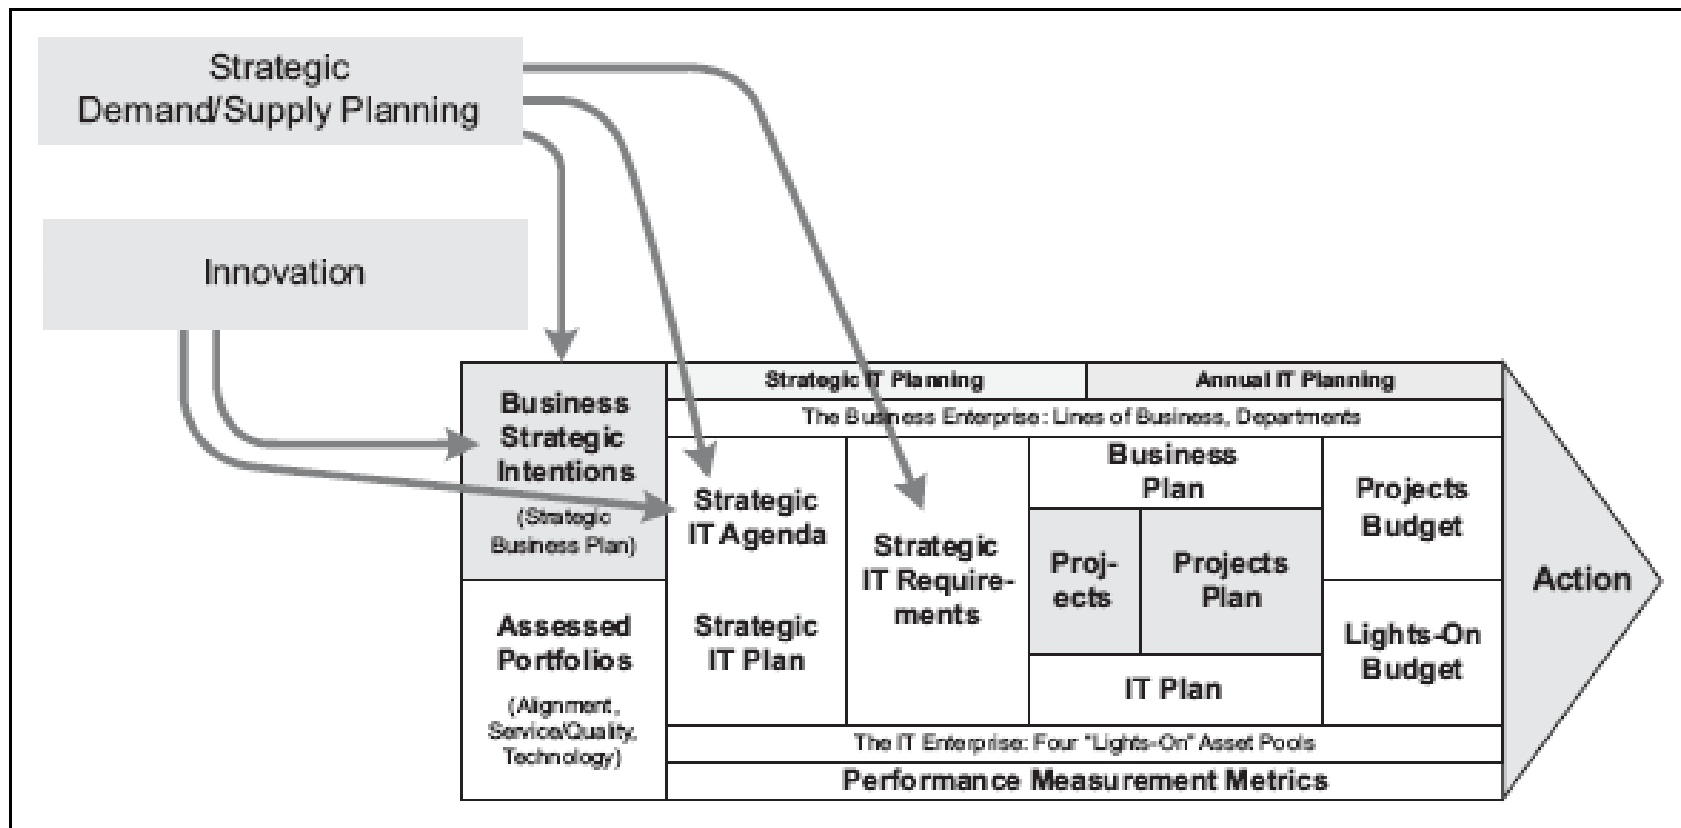 Strategic
Demand/Supply Planning
Innovation
Business
Strategic
Intentions
(Strategic
Business Plan)
Assessed
Portfolios
(Alignment,
Service/Quality,
Technology)
Strategic IT Planning
Annual IT Planning
The Business Enterprise: Lines of Business, Departments
Strategic
IT Agenda
Strategic
IT Plan
Strategic
IT Require-
ments
Business
Plan
Proj-
ects
Projects
Plan
IT Plan
Projects
Budget
Lights-On
Budget
The IT Enterprise: Four "Lights-On" Asset Pools
Performance Measurement Metrics
Action